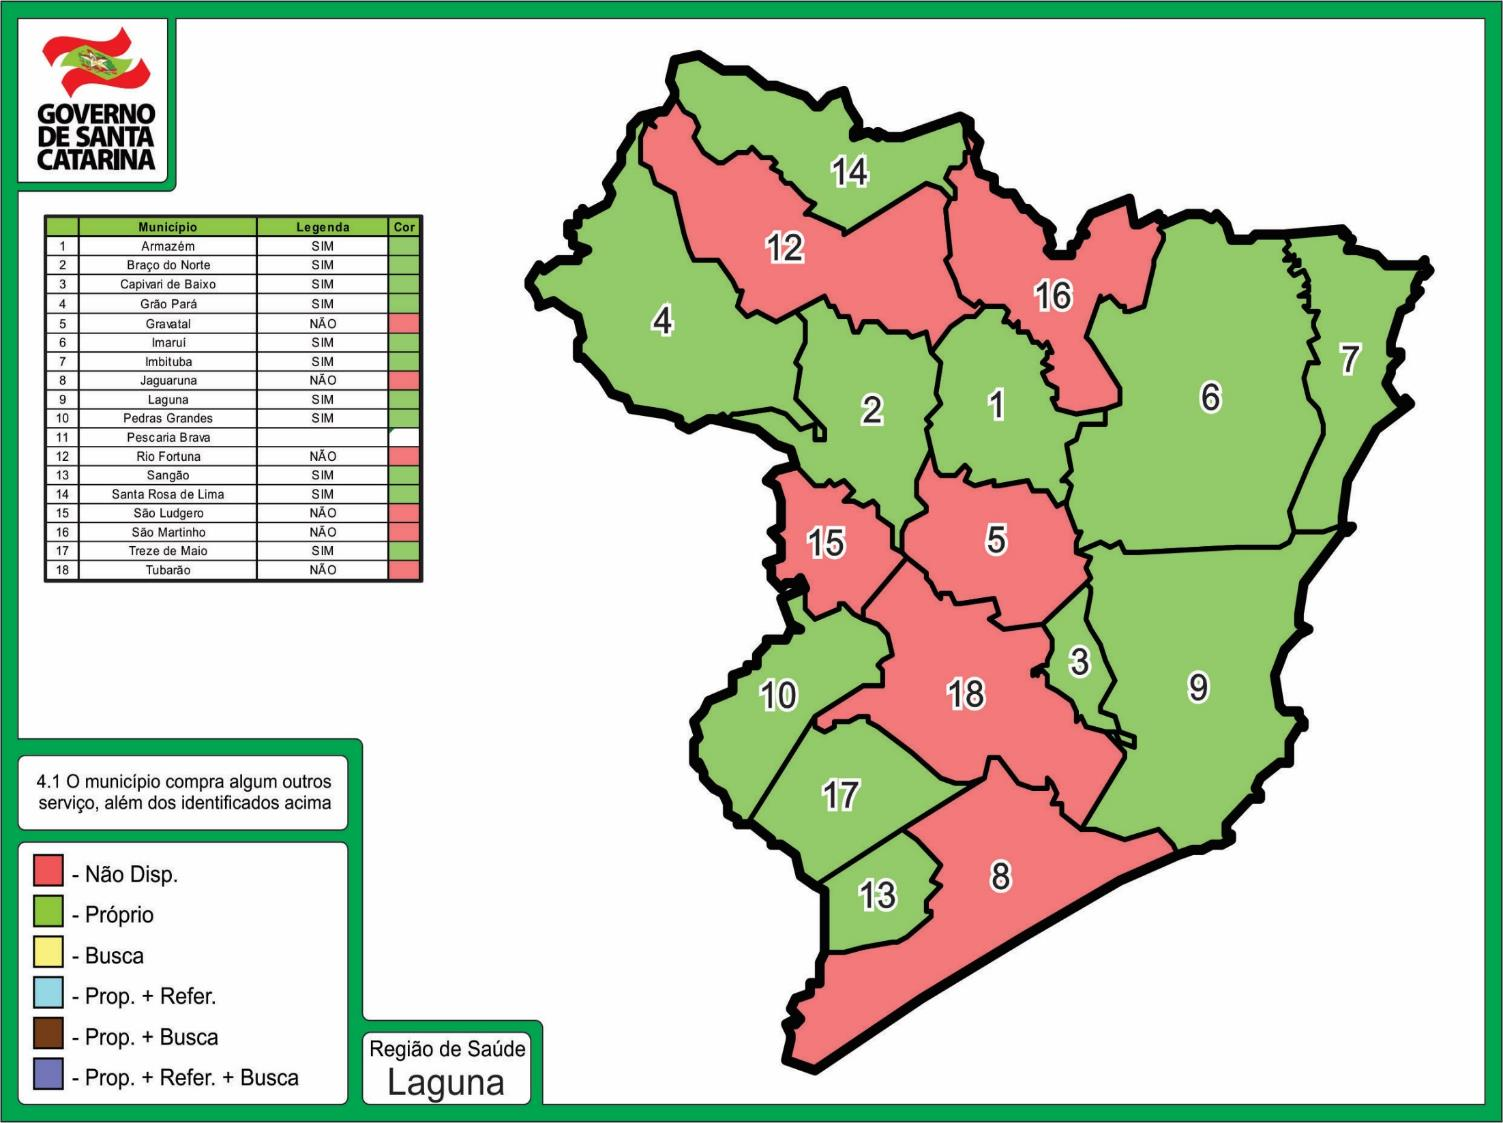 GOVERNO
DE SANTA
CATARINA
Município Legenda Cor
1 Armazém SIM
2 Braço do Norte SIM
3 Capivari de Baixo SIM
4 Grão Pará SIM
5 Gravatal NÃO
6 Imaruí SIM
7 Imbituba SIM
8 Jaguaruna NÃO
9 Laguna SIM
10 Pedras Grandes SIM
11 Pescaria Brava
12 Rio Fortuna NÃO
13 Sangão SIM
14 Santa Rosa de Lima SIM
15 São Ludgero NÃO
16 São Martinho NÃO
17 Treze de Maio SIM
18 Tubarão NÃO
14
12
16
4
7
6
2
1
15
5
3
10
18
9
17
13
8
4.1 O município compra algum outros
serviço, além dos identificados acima
- Não Disp.
- Próprio
- Busca
- Prop. + Refer.
- Prop. + Busca
- Prop. + Refer. + Busca
Região de Saúde
Laguna